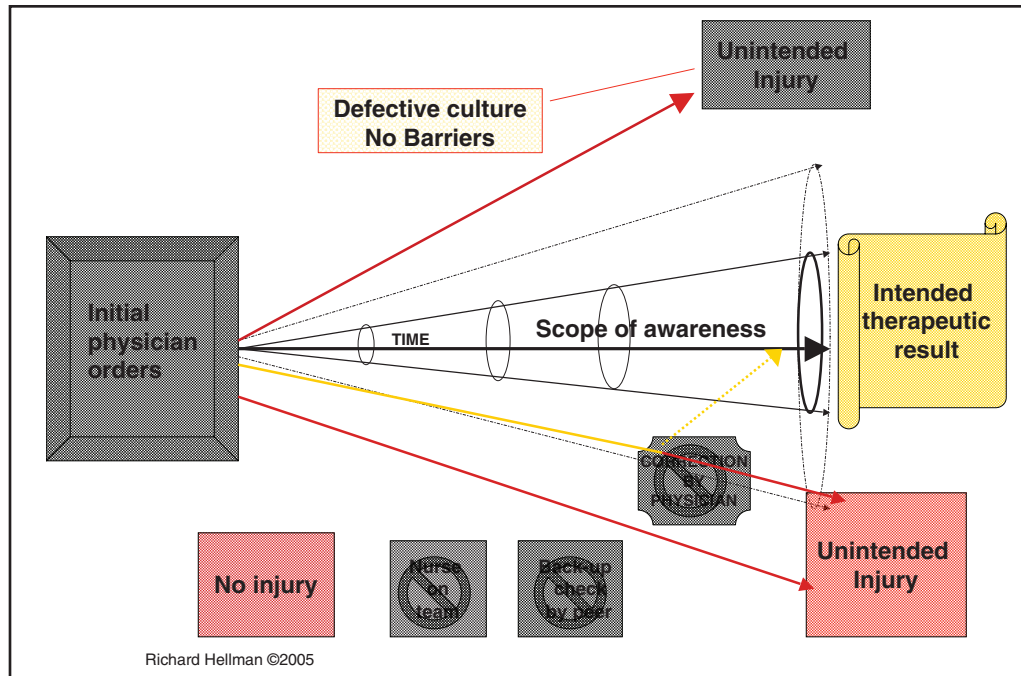 Unintended
Injury
Defective culture
No Barriers
Initial
physician
orders
TIME
Scope of awareness
Intended
therapeutic
result
CORRECTION
BY
PHYSICIAN
No injury
Nurse
on
team
Back-up
check
by peer
Unintended
Injury
Richard Hellman ©2005